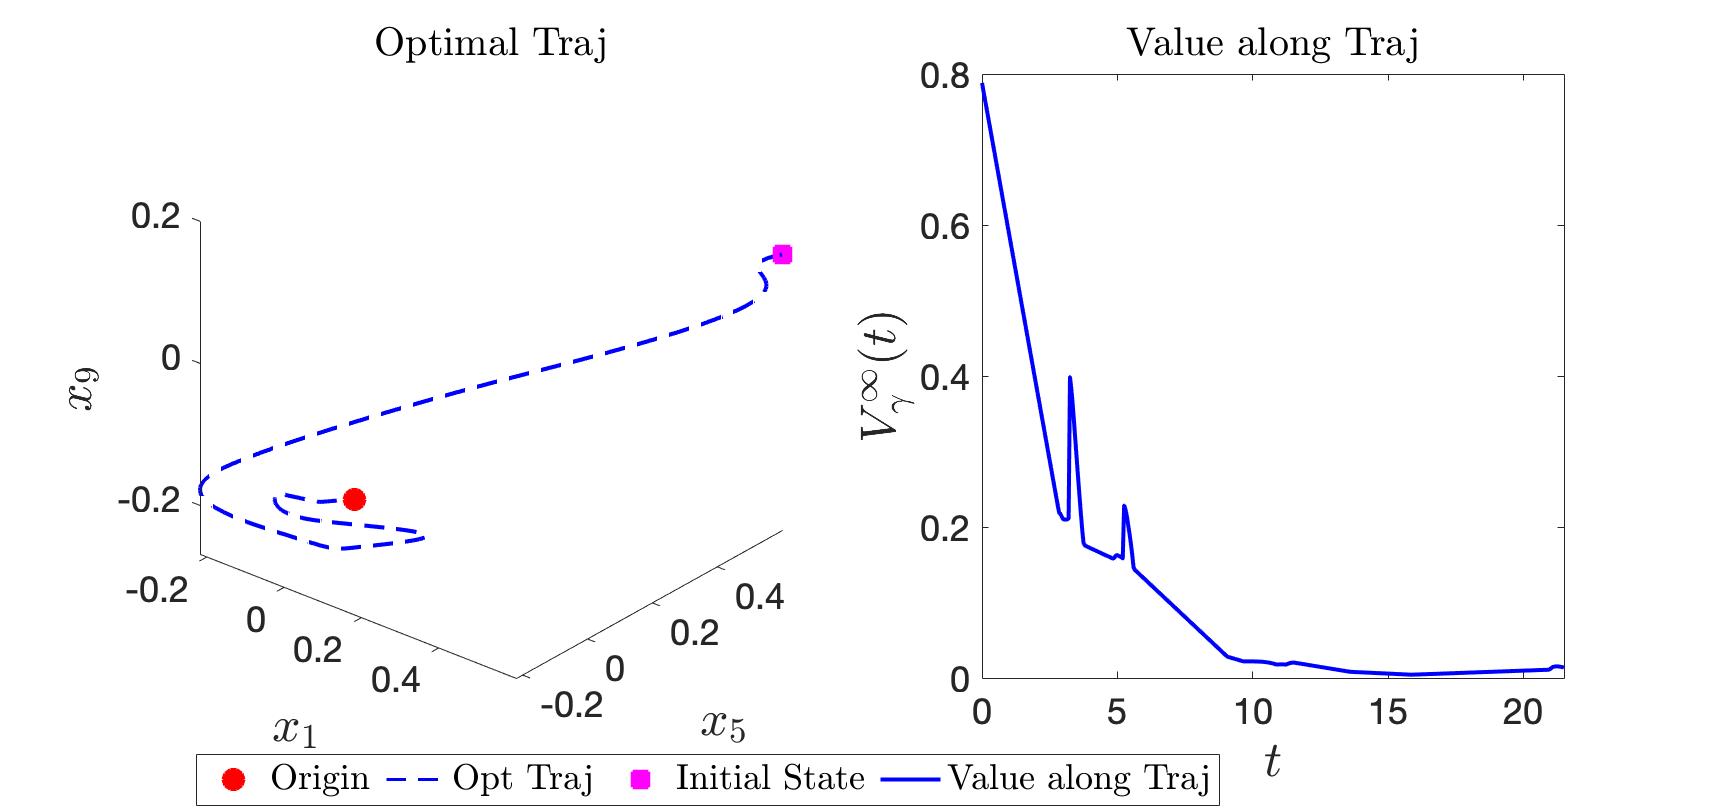 Optimal Traj
0.2
0
-0.2
x₉
-0.2
0
0.2
0.4
x₁
-0.2
0
0.2
0.4
x₅
Value along Traj
0.8
0.6
0.4
0.2
0
V_γ^∞(t)
0 5 10 15 20
t
Origin Opt Traj Initial State Value along Traj